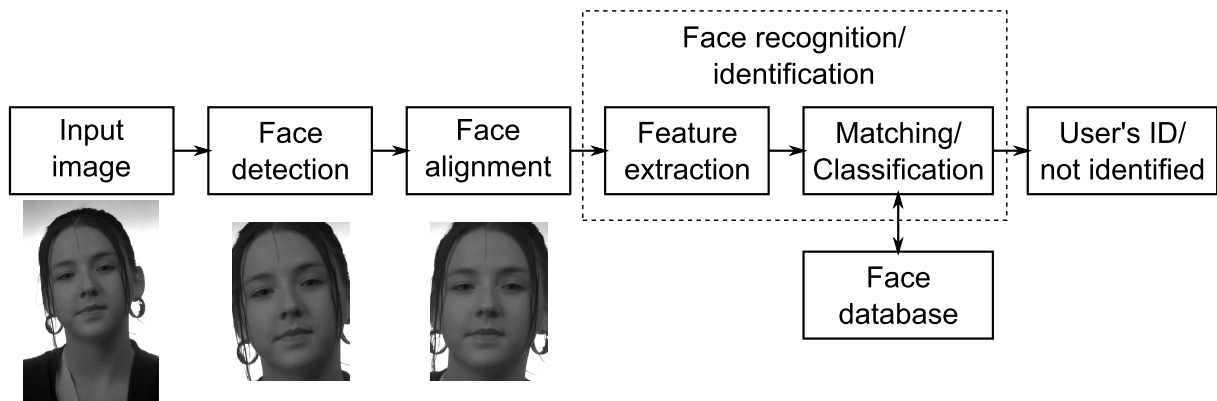 Face recognition/
identification
Input
image
Face
detection
Face
alignment
Feature
extraction
Matching/
Classification
User's ID/
not identified
Face
database